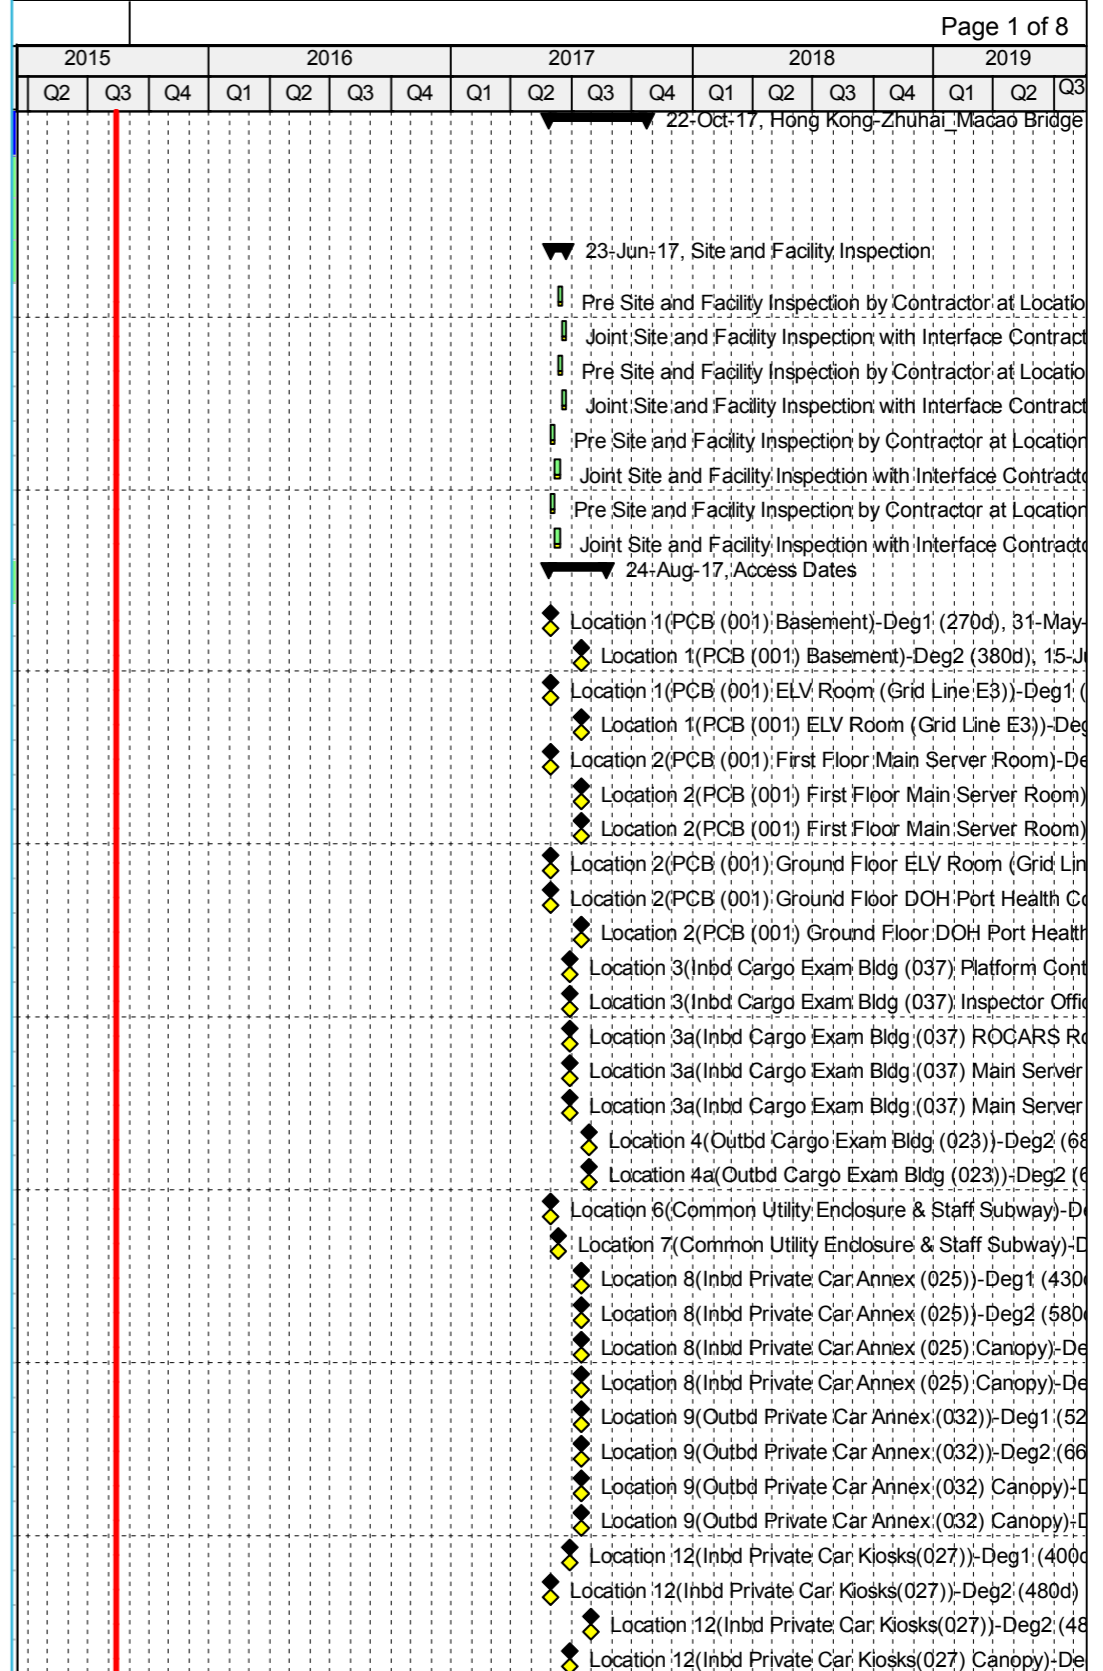 Page 1 of 8
2015 2016 2017 2018 2019
Q2 Q3 Q4 Q1 Q2 Q3 Q4 Q1 Q2 Q3 Q4 Q1 Q2 Q3 Q4 Q1 Q2 Q3
22-Oct-17, Hong Kong-Zhuhai_Macao Bridge
23-Jun-17, Site and Facility Inspection
Pre Site and Facility Inspection by Contractor at Locatio
Joint Site and Facility Inspection with Interface Contract
Pre Site and Facility Inspection by Contractor at Locatio
Joint Site and Facility Inspection with Interface Contract
Pre Site and Facility Inspection by Contractor at Location
Joint Site and Facility Inspection with Interface Contracto
Pre Site and Facility Inspection by Contractor at Location
Joint Site and Facility Inspection with Interface Contracto
24-Aug-17, Access Dates
Location 1(PCB (001) Basement)-Deg1 (270d), 31-May-
Location 1(PCB (001) Basement)-Deg2 (380d), 15-Ju
Location 1(PCB (001) ELV Room (Grid Line E3))-Deg1 (
Location 1(PCB (001) ELV Room (Grid Line E3))-Deg
Location 2(PCB (001) First Floor Main Server Room)-De
Location 2(PCB (001) First Floor Main Server Room)
Location 2(PCB (001) First Floor Main Server Room)
Location 2(PCB (001) Ground Floor ELV Room (Grid Lin
Location 2(PCB (001) Ground Floor DOH Port Health Co
Location 2(PCB (001) Ground Floor DOH Port Health
Location 3(Inbd Cargo Exam Bldg (037) Platform Cont
Location 3(Inbd Cargo Exam Bldg (037) Inspector Offic
Location 3a(Inbd Cargo Exam Bldg (037) ROCARS Ro
Location 3a(Inbd Cargo Exam Bldg (037) Main Server
Location 3a(Inbd Cargo Exam Bldg (037) Main Server
Location 4(Outbd Cargo Exam Bldg (023))-Deg2 (68
Location 4a(Outbd Cargo Exam Bldg (023))-Deg2 (6
Location 6(Common Utility Enclosure & Staff Subway)-De
Location 7(Common Utility Enclosure & Staff Subway)-D
Location 8(Inbd Private Car Annex (025))-Deg1 (430d
Location 8(Inbd Private Car Annex (025))-Deg2 (580d
Location 8(Inbd Private Car Annex (025) Canopy)-De
Location 8(Inbd Private Car Annex (025) Canopy)-De
Location 9(Outbd Private Car Annex (032))-Deg1 (52
Location 9(Outbd Private Car Annex (032))-Deg2 (66
Location 9(Outbd Private Car Annex (032) Canopy)-D
Location 9(Outbd Private Car Annex (032) Canopy)-D
Location 12(Inbd Private Car Kiosks(027))-Deg1 (400d
Location 12(Inbd Private Car Kiosks(027))-Deg2 (480d)
Location 12(Inbd Private Car Kiosks(027))-Deg2 (48
Location 12(Inbd Private Car Kiosks(027) Canopy)-De